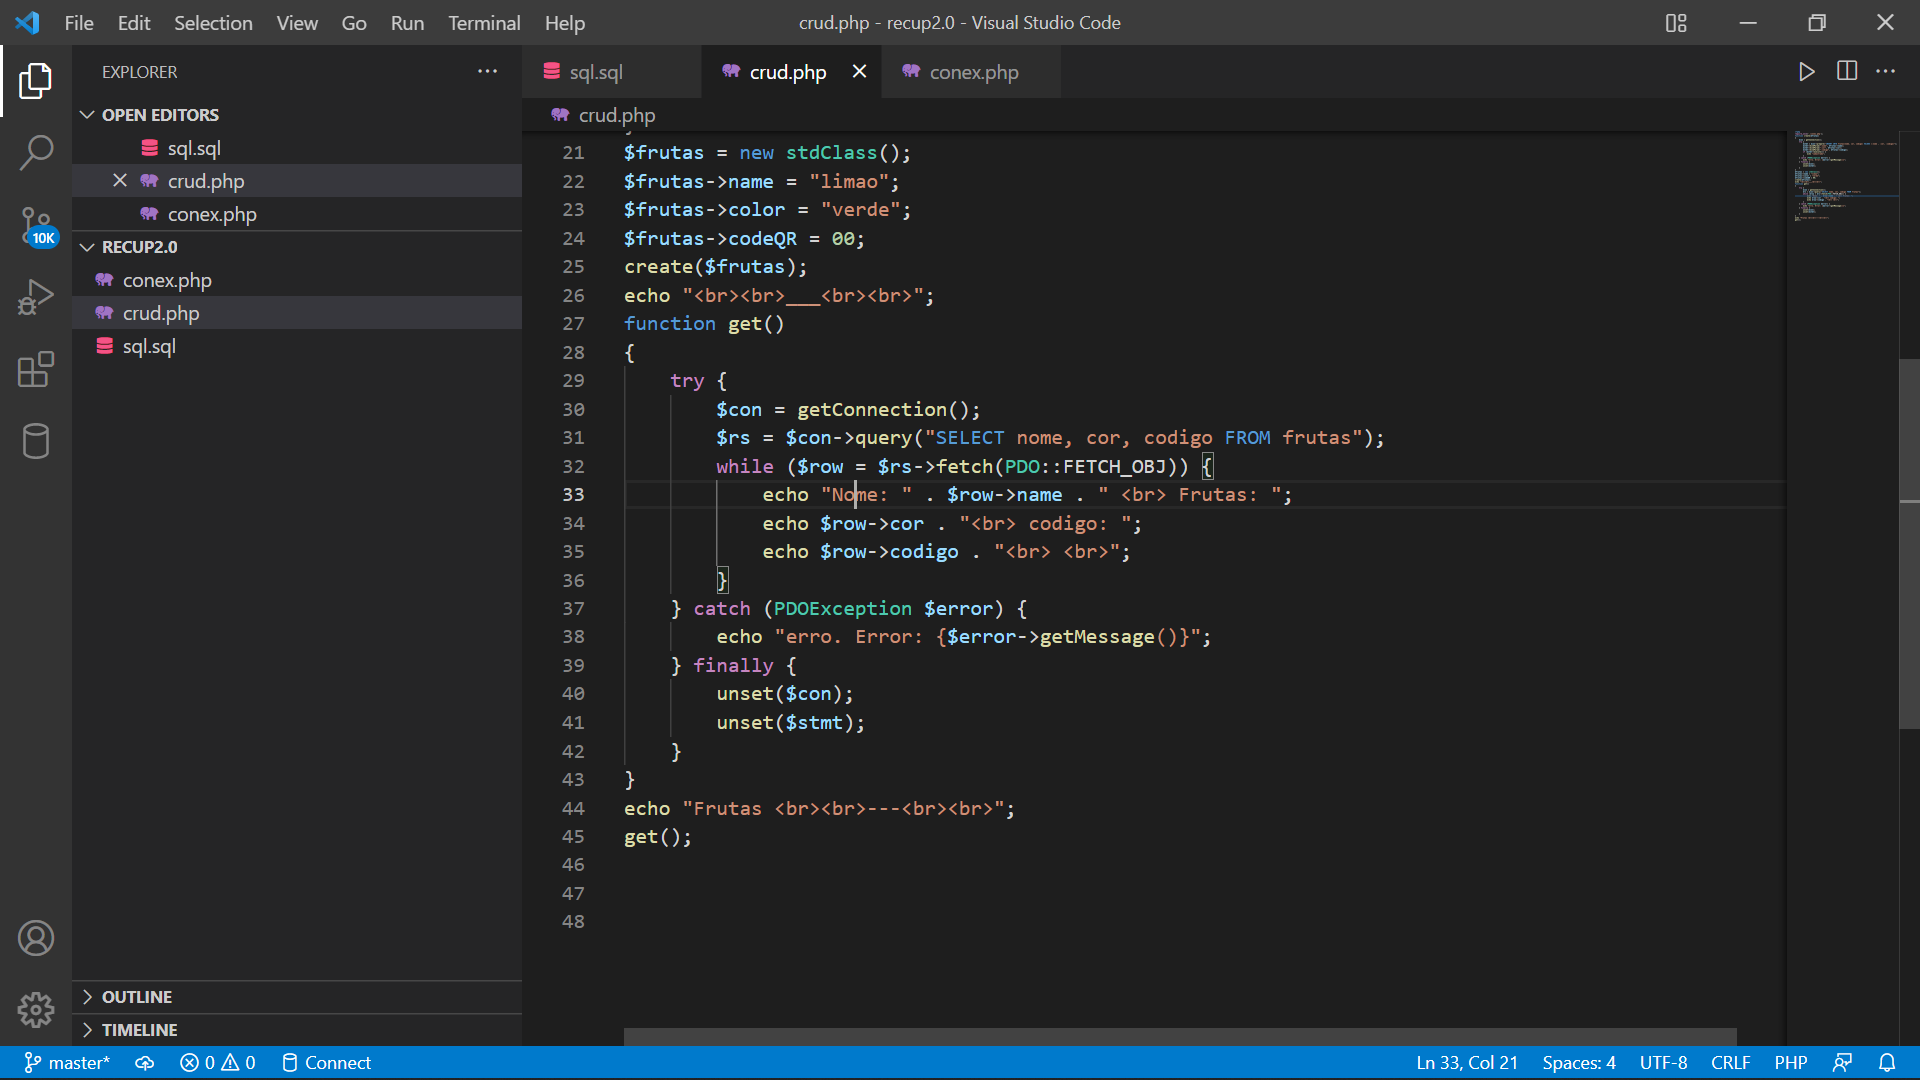 File Edit Selection View Go Run Terminal Help
crud.php - recup2.0 - Visual Studio Code
EXPLORER
OPEN EDITORS
sql.sql
crud.php
conex.php
10K
RECUP2.0
conex.php
crud.php
sql.sql
OUTLINE
TIMELINE
sql.sql
crud.php
conex.php
crud.php
21 $frutas = new stdClass();
22 $frutas->name = "limao";
23 $frutas->color = "verde";
24 $frutas->codeQR = 00;
25 create($frutas);
26 echo "<br><br>___<br><br>";
27 function get()
28 {
29 try {
30 $con = getConnection();
31 $rs = $con->query("SELECT nome, cor, codigo FROM frutas");
32 while ($row = $rs->fetch(PDO::FETCH_OBJ)) {
33 echo "Nome: " . $row->name . " <br> Frutas: ";
34 echo $row->cor . "<br> codigo: ";
35 echo $row->codigo . "<br> <br>";
36 }
37 } catch (PDOException $error) {
38 echo "erro. Error: {$error->getMessage()}";
39 } finally {
40 unset($con);
41 unset($stmt);
42 }
43 }
44 echo "Frutas <br><br>---<br><br>";
45 get();
46
47
48
master* 0 0 Connect
Ln 33, Col 21 Spaces: 4 UTF-8 CRLF PHP